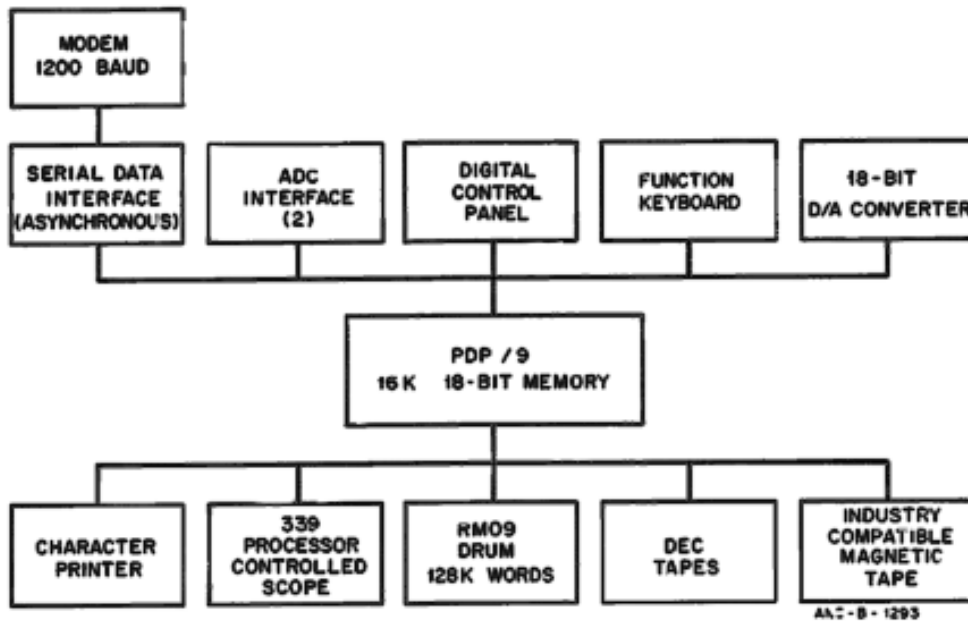 MODEM
1200 BAUD
SERIAL DATA
INTERFACE
(ASYNCHRONOUS)
ADC
INTERFACE
(2)
DIGITAL
CONTROL
PANEL
FUNCTION
KEYBOARD
18-BIT
D/A CONVERTER
PDP /9
16K 18-BIT MEMORY
CHARACTER
PRINTER
339
PROCESSOR
CONTROLLED
SCOPE
RM09
DRUM
128K WORDS
DEC
TAPES
INDUSTRY
COMPATIBLE
MAGNETIC
TAPE
-B-1293